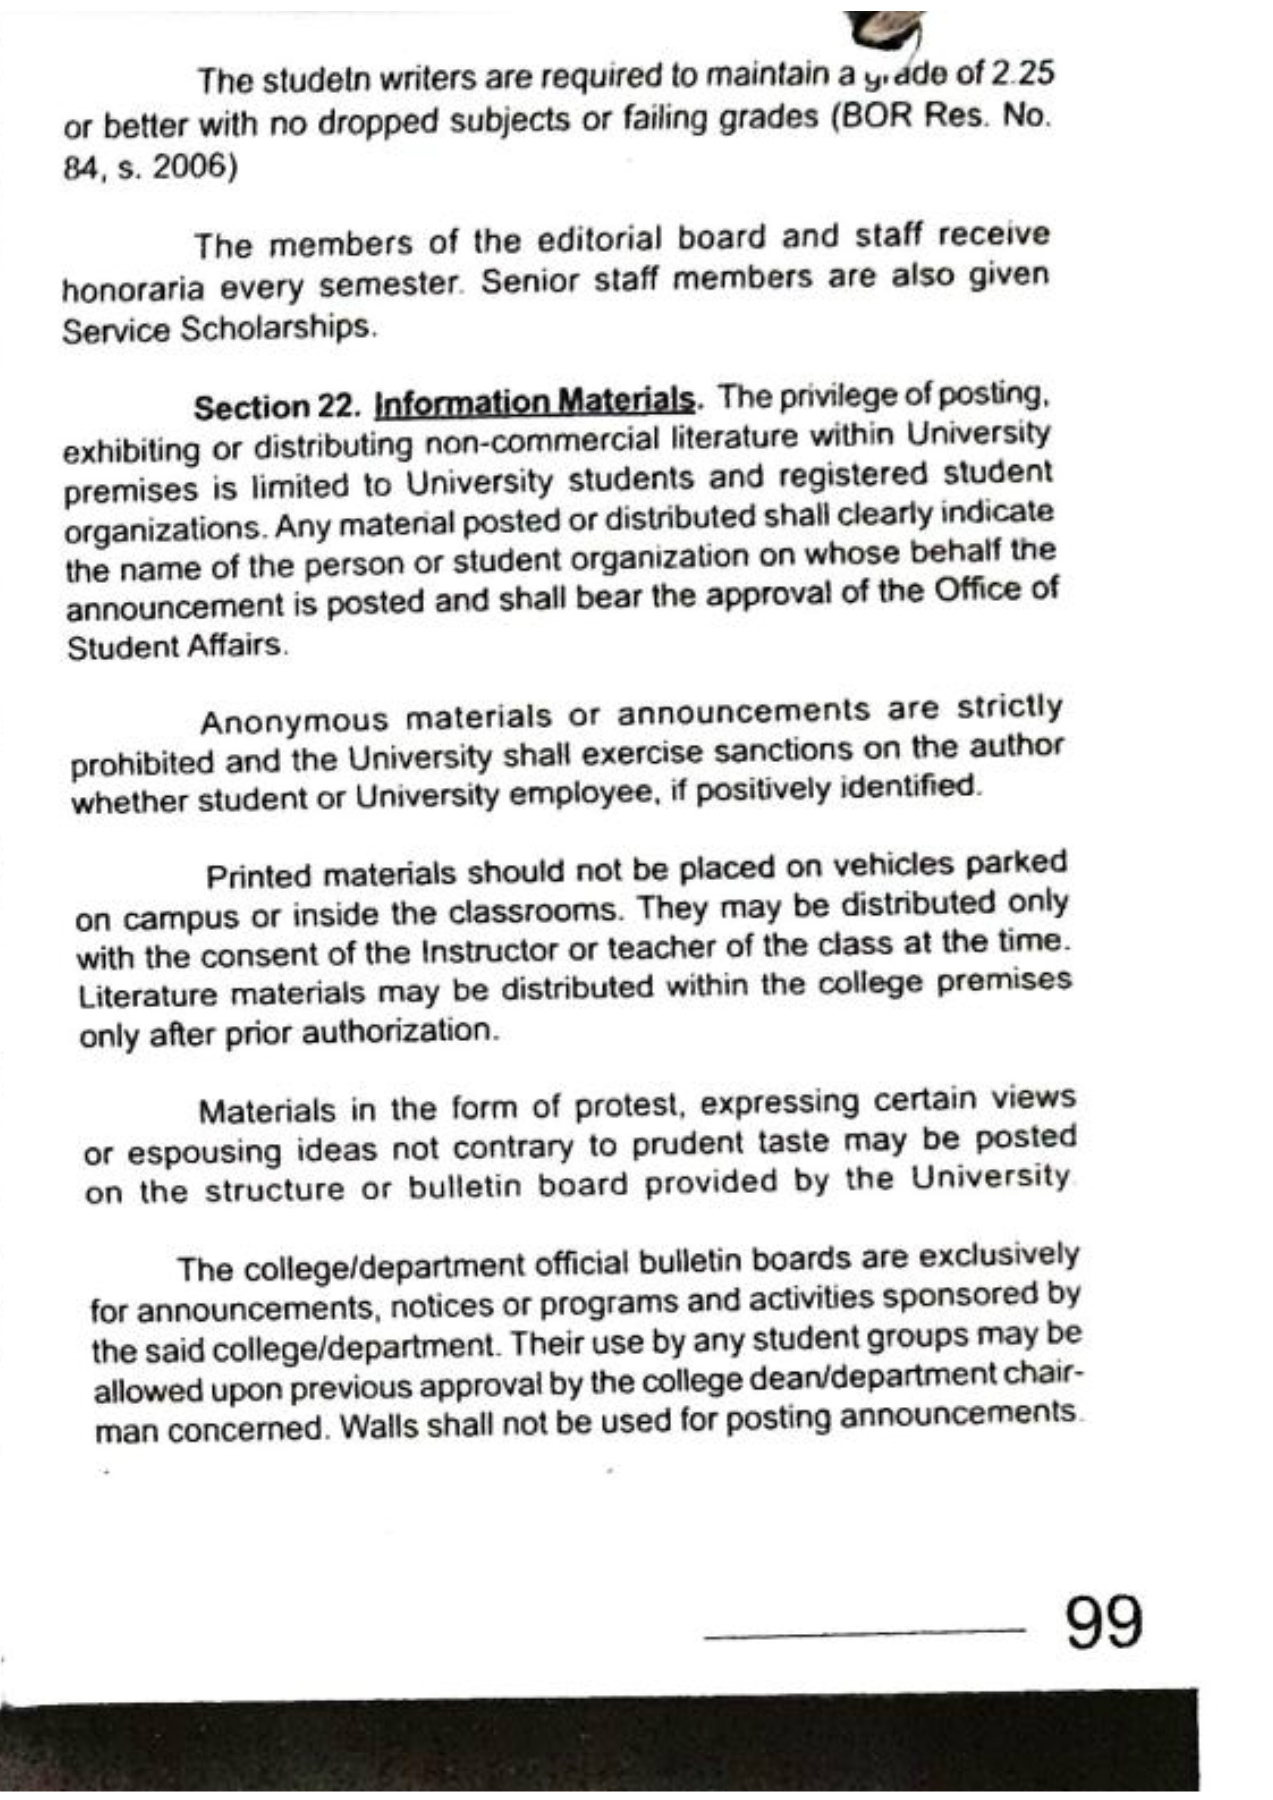 The studeln writers are required to maintain a grade of 2.25
or better with no dropped subjects or failing grades (BOR Res. No.
84, s. 2006)
The members of the editorial board and staff receive
honoraria every semester. Senior staff members are also given
Service Scholarships.
Section 22. Information Materials. The privilege of posting,
exhibiting or distributing non-commercial literature within University
premises is limited to University students and registered student
organizations. Any material posted or distributed shall clearly indicate
the name of the person or student organization on whose behalf the
announcement is posted and shall bear the approval of the Office of
Student Affairs.
Anonymous materials or announcements are strictly
prohibited and the University shall exercise sanctions on the author
whether student or University employee, if positively identified.
Printed materials should not be placed on vehicles parked
on campus or inside the classrooms. They may be distributed only
with the consent of the Instructor or teacher of the class at the time.
Literature materials may be distributed within the college premises
only after prior authorization.
Materials in the form of protest, expressing certain views
or espousing ideas not contrary to prudent taste may be posted
on the structure or bulletin board provided by the University.
The college/department official bulletin boards are exclusively
for announcements, notices or programs and activities sponsored by
the said college/department. Their use by any student groups may be
allowed upon previous approval by the college dean/department chair-
man concerned. Walls shall not be used for posting announcements.
99